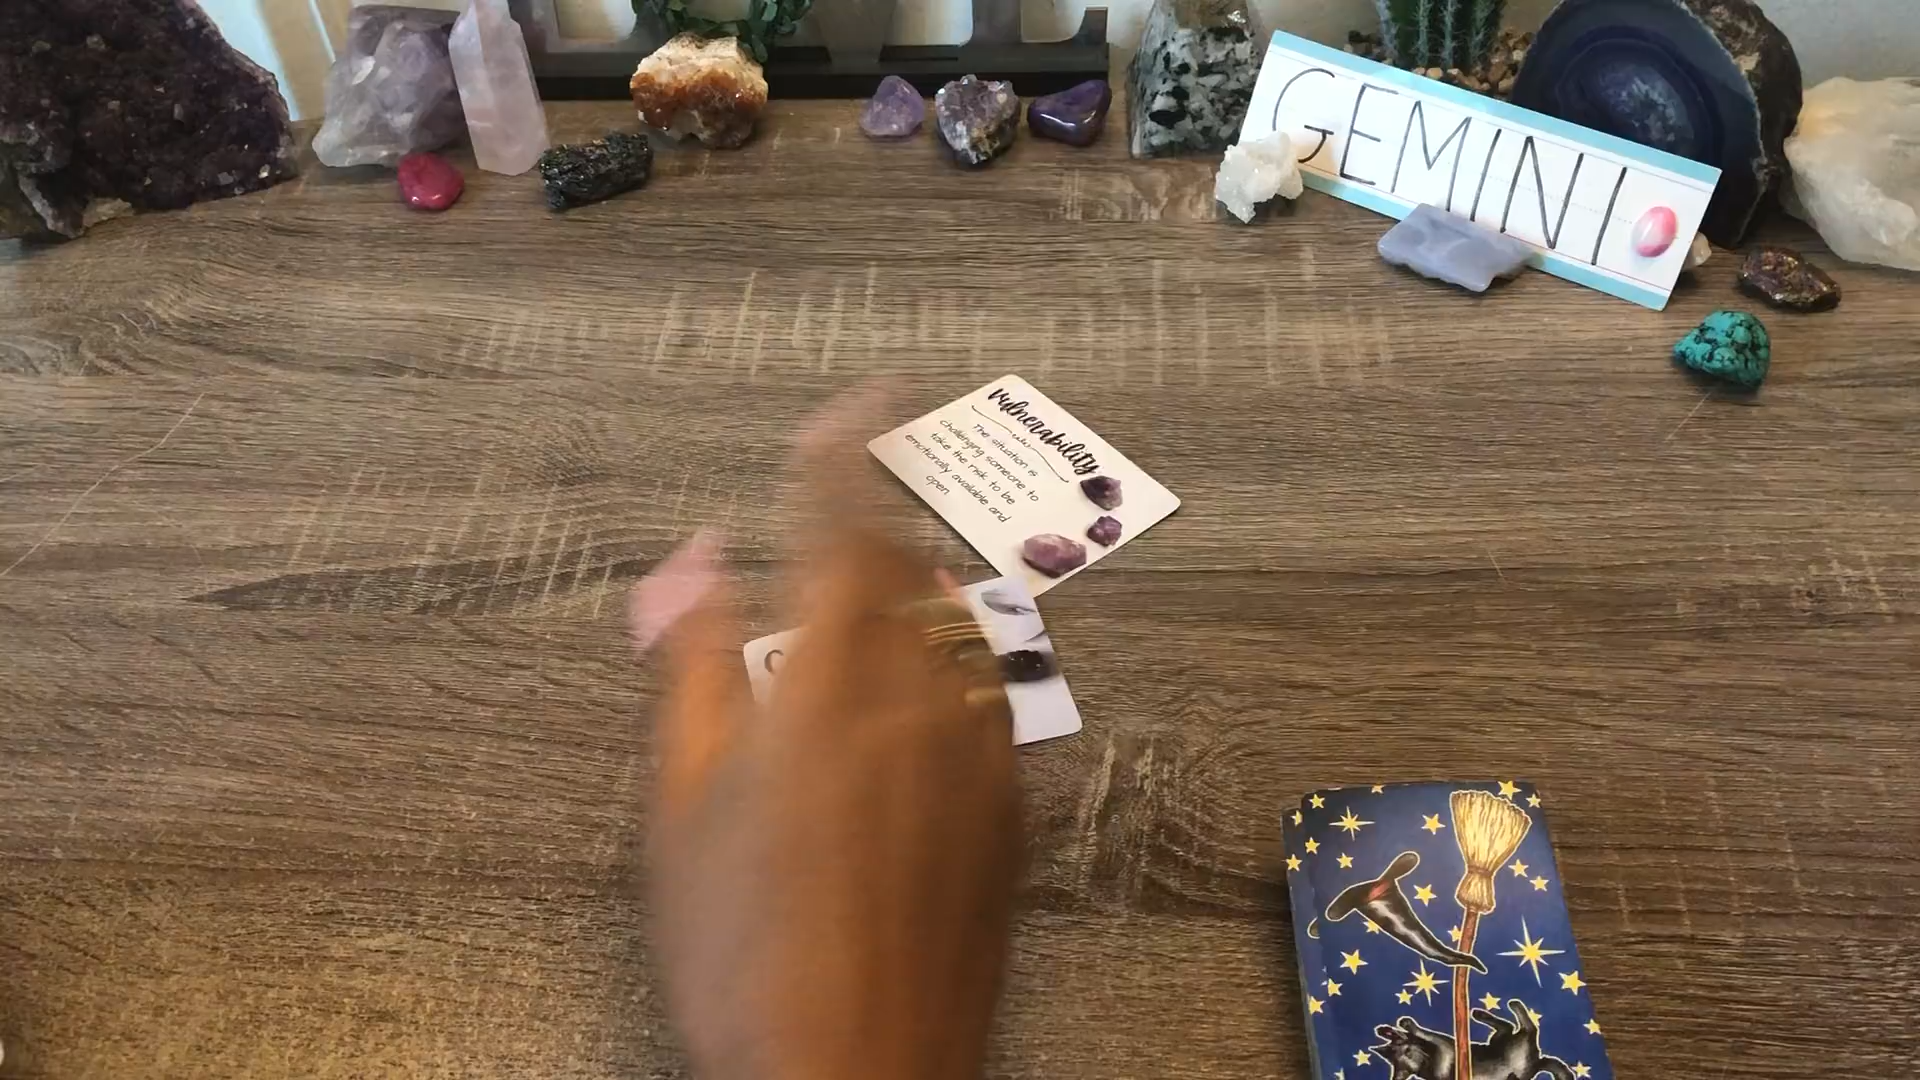 GEMINI
Vulnerability
The situation is
challenging someone to
take the risk to be
emotionally available and
open